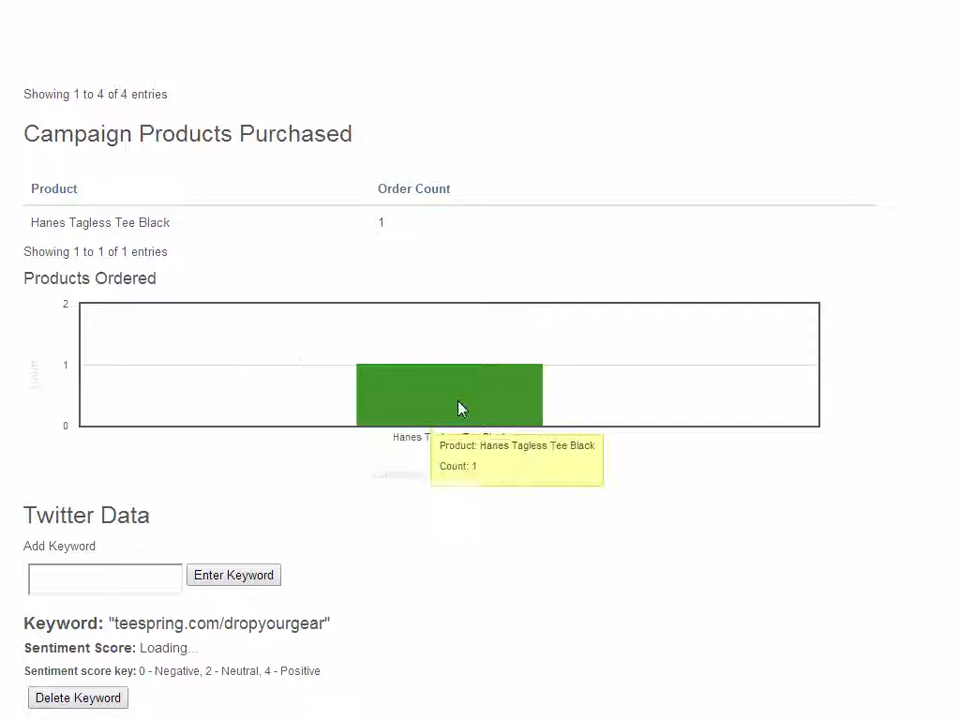 Showing 1 to 4 of 4 entries
Campaign Products Purchased
Product Order Count
Hanes Tagless Tee Black 1
Showing 1 to 1 of 1 entries
Products Ordered
2
1
0
Hanes
Product: Hanes Tagless Tee Black
Count: 1
Twitter Data
Add Keyword
Enter Keyword
Keyword: "teespring.com/dropyourgear"
Sentiment Score: Loading...
Sentiment score key: 0 - Negative, 2 - Neutral, 4 - Positive
Delete Keyword